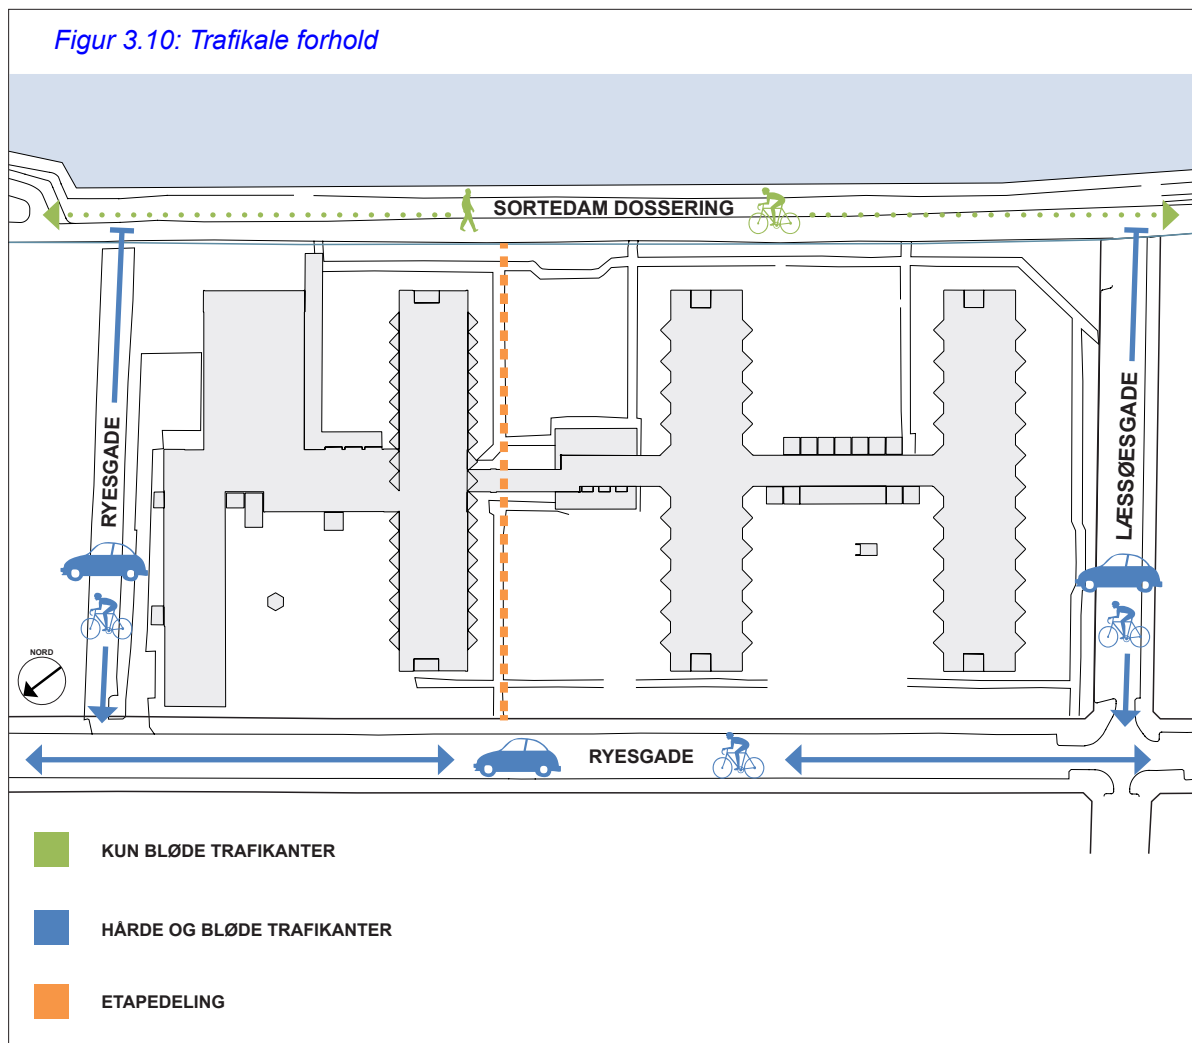 Figur 3.10: Trafikale forhold
SORTEDAM DOSSERING
RYESGADE
LÆSSØESGADE
NORD
RYESGADE
KUN BLØDE TRAFIKANTER
HÅRDE OG BLØDE TRAFIKANTER
ETAPEDELING